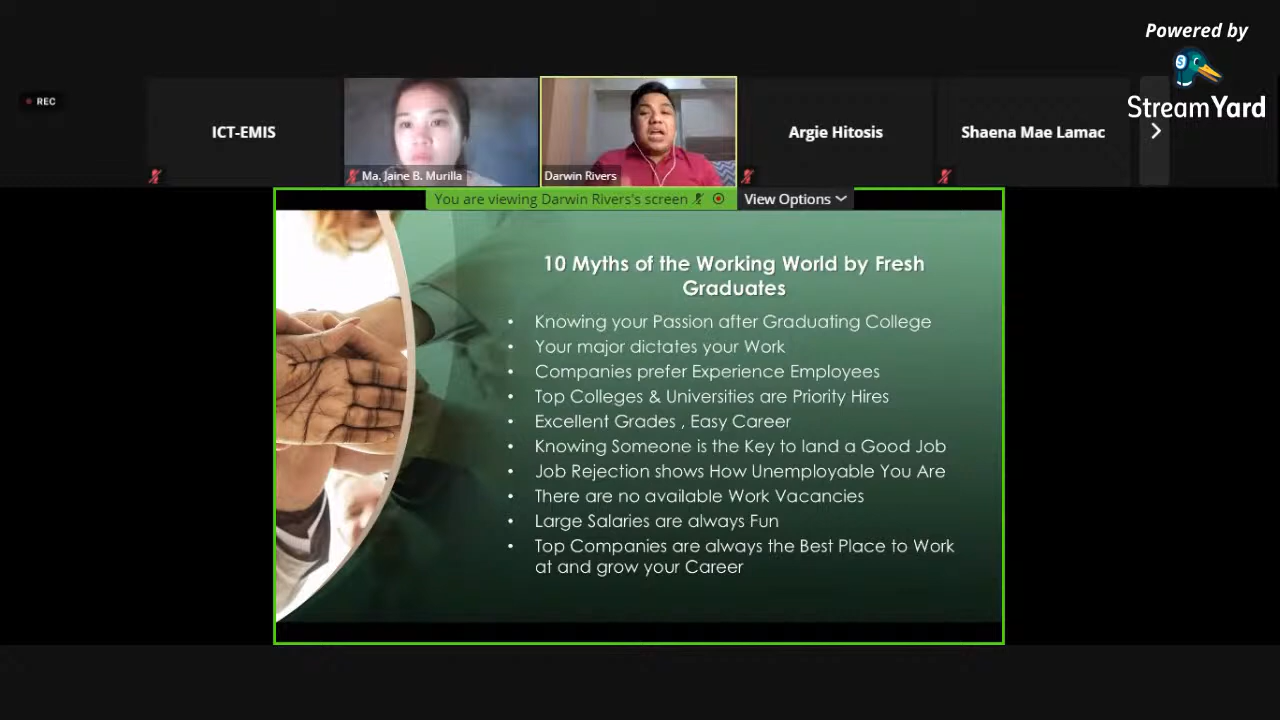 Powered by
StreamYard
REC
ICT-EMIS
Ma. Jaine B. Murilla
Darwin Rivers
Argie Hitosis
Shaena Mae Lamac
You are viewing Darwin Rivers's screen
View Options
10 Myths of the Working World by Fresh
Graduates
• Knowing your Passion after Graduating College
• Your major dictates your Work
• Companies prefer Experience Employees
• Top Colleges & Universities are Priority Hires
• Excellent Grades , Easy Career
• Knowing Someone is the Key to land a Good Job
• Job Rejection shows How Unemployable You Are
• There are no available Work Vacancies
• Large Salaries are always Fun
• Top Companies are always the Best Place to Work
at and grow your Career